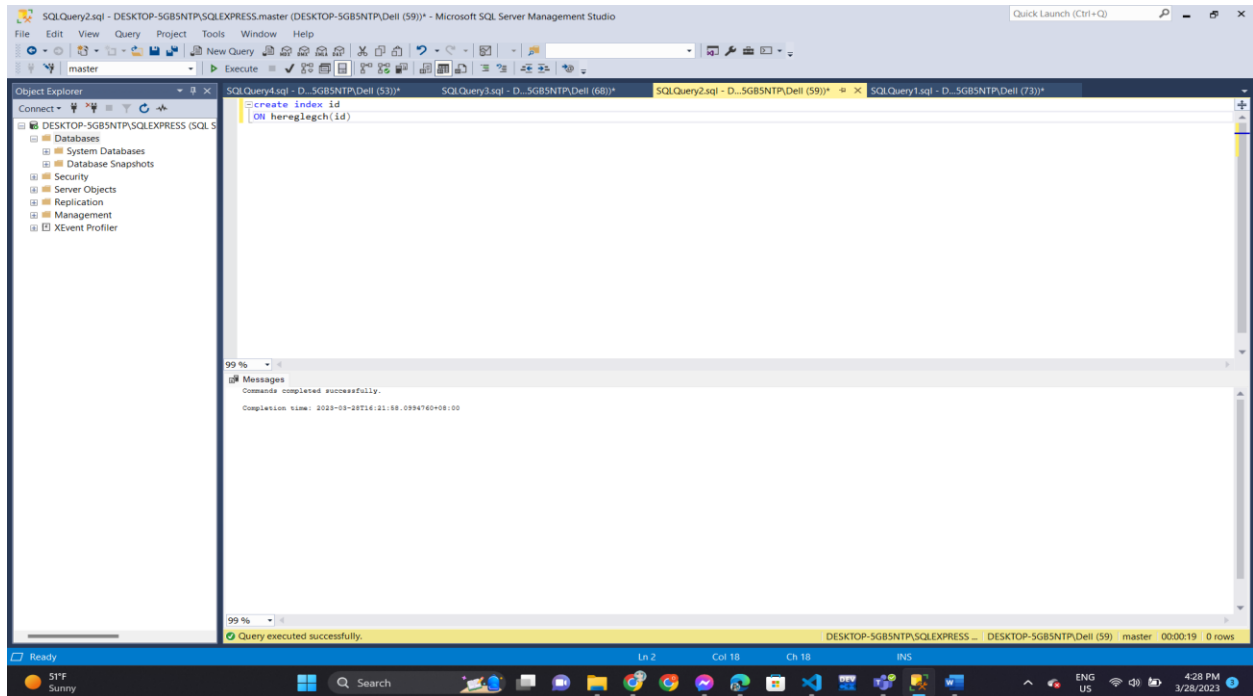 SQLQuery2.sql - DESKTOP-5GB5NTP\SQLEXPRESS.master (DESKTOP-5GB5NTP\Dell (59))* - Microsoft SQL Server Management Studio
Quick Launch (Ctrl+Q)
File Edit View Query Project Tools Window Help
New Query
master
Execute
Object Explorer
SQLQuery4.sql - D...5GB5NTP\Dell (53))*
SQLQuery3.sql - D...5GB5NTP\Dell (68))*
SQLQuery2.sql - D...5GB5NTP\Dell (59))*
SQLQuery1.sql - D...5GB5NTP\Dell (73))*
Connect
DESKTOP-5GB5NTP\SQLEXPRESS (SQL S
Databases
System Databases
Database Snapshots
Security
Server Objects
Replication
Management
XEvent Profiler
create index id
ON hereglegch(id)
99 %
Messages
Commands completed successfully.
Completion time: 2023-03-28T16:21:58.0994760+08:00
99 %
Query executed successfully.
DESKTOP-5GB5NTP\SQLEXPRESS ... DESKTOP-5GB5NTP\Dell (59) master 00:00:19 0 rows
Ready
Ln 2 Col 18 Ch 18 INS
51°F
Sunny
Search
ENG
US
4:28 PM
3/28/2023